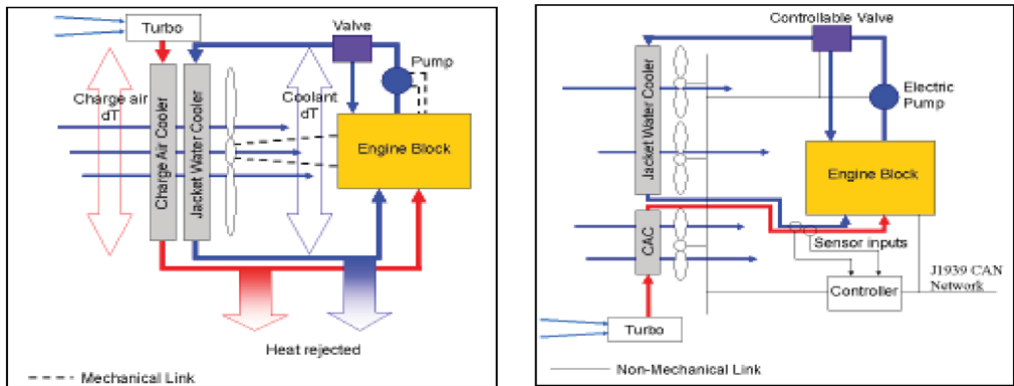 Turbo
Valve
Pump
Charge air
dT
Coolant
dT
Charge Air Cooler
Jacket Water Cooler
Engine Block
Heat rejected
Mechanical Link
Controllable Valve
Electric
Pump
Jacket Water Cooler
Engine Block
CAC
Sensor inputs
J1939 CAN
Network
Controller
Turbo
Non-Mechanical Link